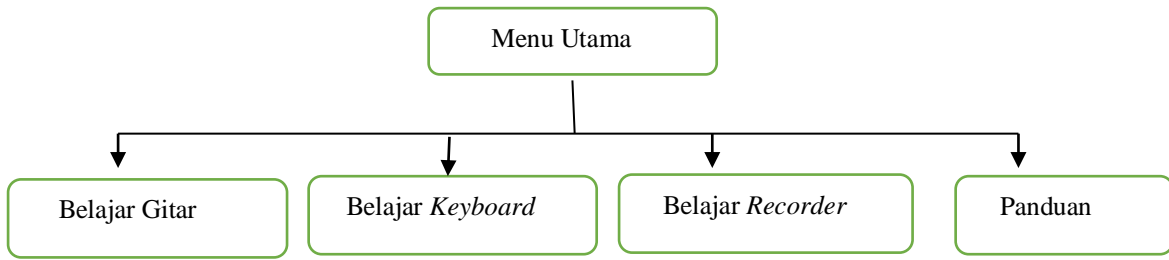 Menu Utama
Belajar Gitar
Belajar Keyboard
Belajar Recorder
Panduan